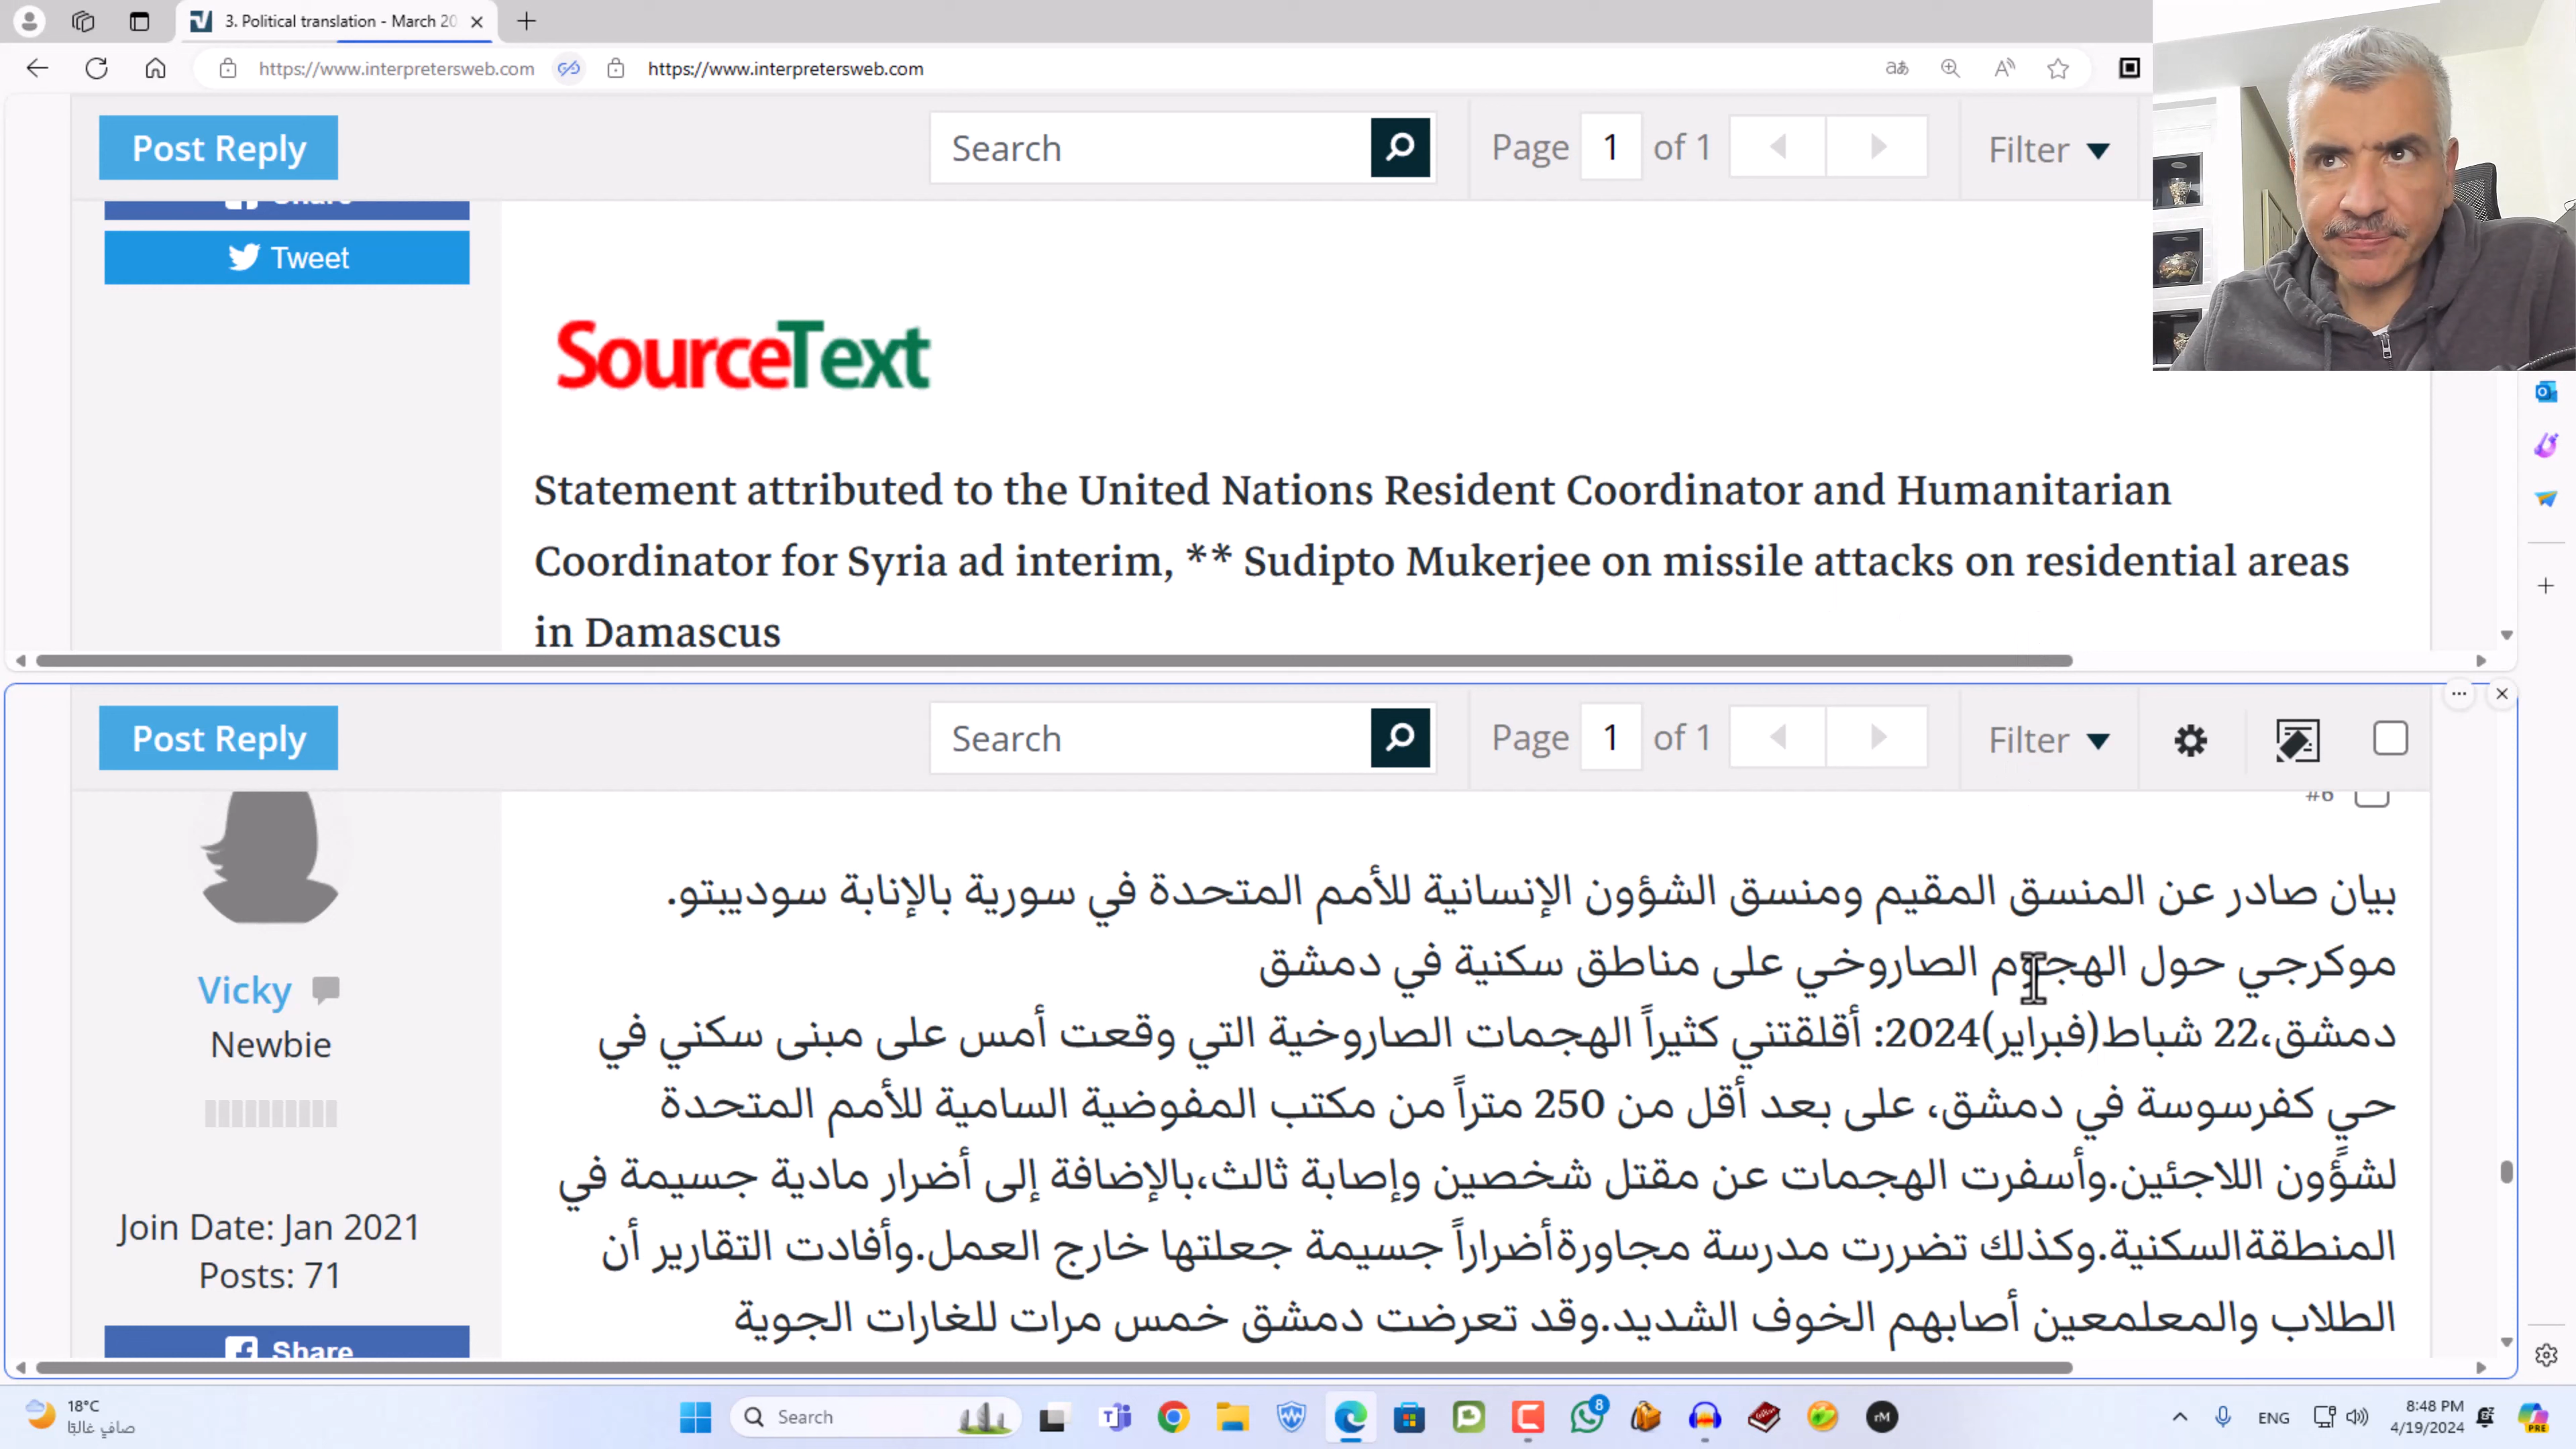 3. Political translation - March 20
https://www.interpretersweb.com
https://www.interpretersweb.com
Post Reply
Search
Page 1 of 1
Filter
Share
Tweet
SourceText
Statement attributed to the United Nations Resident Coordinator and Humanitarian
Coordinator for Syria ad interim, ** Sudipto Mukerjee on missile attacks on residential areas
in Damascus
Post Reply
Search
Page 1 of 1
Filter
#6
بيان صادر عن المنسق المقيم ومنسق الشؤون الإنسانية للأمم المتحدة في سورية بالإنابة سوديبتو.
موكرجي حول الهجوم الصاروخي على مناطق سكنية في دمشق
دمشق،22 شباط(فبراير)2024: أقلقتني كثيراً الهجمات الصاروخية التي وقعت أمس على مبنى سكني في
حي كفرسوسة في دمشق، على بعد أقل من 250 متراً من مكتب المفوضية السامية للأمم المتحدة
لشؤون اللاجئين.وأسفرت الهجمات عن مقتل شخصين وإصابة ثالث،بالإضافة إلى أضرار مادية جسيمة في
المنطقةالسكنية.وكذلك تضررت مدرسة مجاورةأضراراً جسيمة جعلتها خارج العمل.وأفادت التقارير أن
الطلاب والمعلمعين أصابهم الخوف الشديد.وقد تعرضت دمشق خمس مرات للغارات الجوية
Vicky
Newbie
Join Date: Jan 2021
Posts: 71
Share
18°C
صافٍ غالبًا
Search
8
rM
ENG
8:48 PM
4/19/2024
PRE